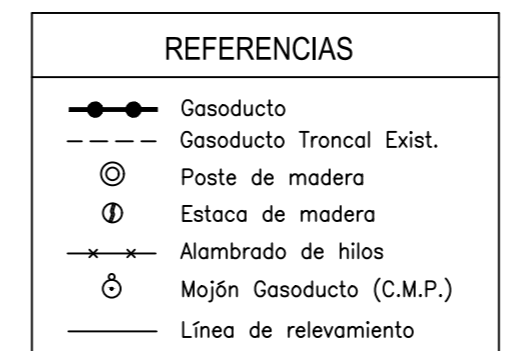 REFERENCIAS
Gasoducto
Gasoducto Troncal Exist.
Poste de madera
Estaca de madera
Alambrado de hilos
Mojón Gasoducto (C.M.P.)
Línea de relevamiento